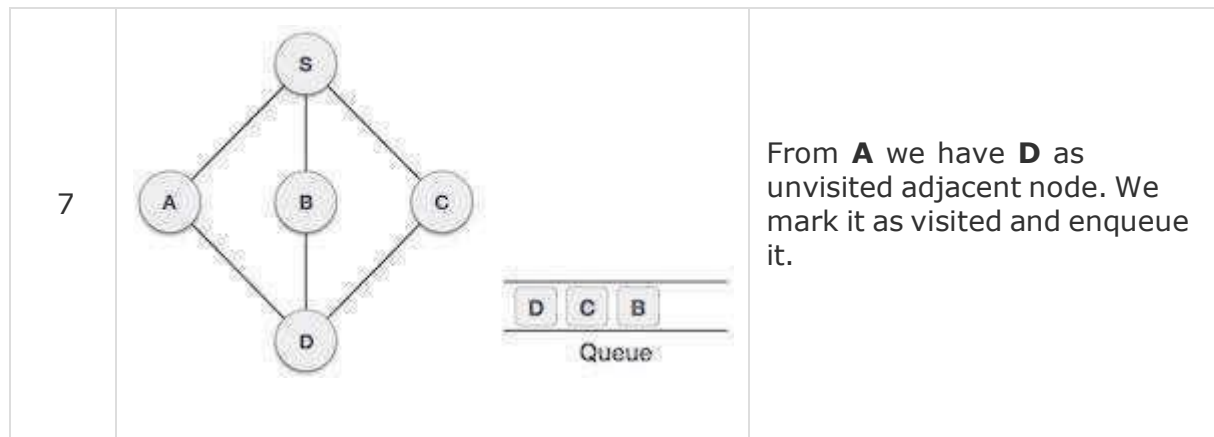 7
S
A
B
C
D
D C B
Queue
From A we have D as
unvisited adjacent node. We
mark it as visited and enqueue
it.